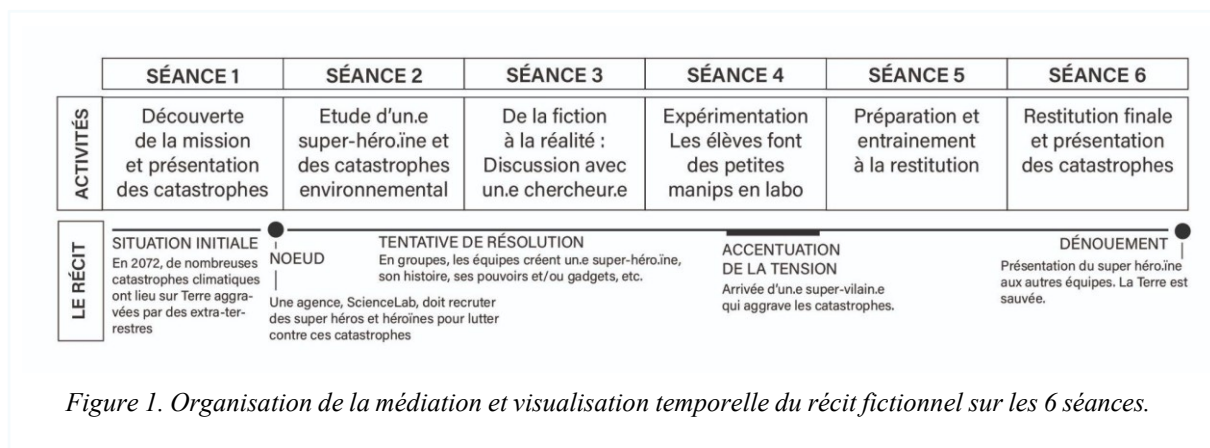 SÉANCE 1
SÉANCE 2
SÉANCE 3
SÉANCE 4
SÉANCE 5
SÉANCE 6
ACTIVITÉS
Découverte
de la mission
et présentation
des catastrophes
Etude d'un.e
super-héro.ïne et
des catastrophes
environnemental
De la fiction
à la réalité :
Discussion avec
un.e chercheur.e
Expérimentation
Les élèves font
des petites
manips en labo
Préparation et
entrainement
à la restitution
Restitution finale
et présentation
des catastrophes
LE RÉCIT
SITUATION INITIALE
En 2072, de nombreuses
catastrophes climatiques
ont lieu sur Terre aggra-
vées par des extra-ter-
restres
NOEUD
Une agence, ScienceLab, doit recruter
des super héros et héroïnes pour lutter
contre ces catastrophes
TENTATIVE DE RÉSOLUTION
En groupes, les équipes créent un.e super-héro.ïne,
son histoire, ses pouvoirs et/ou gadgets, etc.
ACCENTUATION
DE LA TENSION
Arrivée d'un.e super-vilain.e
qui aggrave les catastrophes.
DÉNOUEMENT
Présentation du super héro.ïne
aux autres équipes. La Terre est
sauvée.
Figure 1. Organisation de la médiation et visualisation temporelle du récit fictionnel sur les 6 séances.